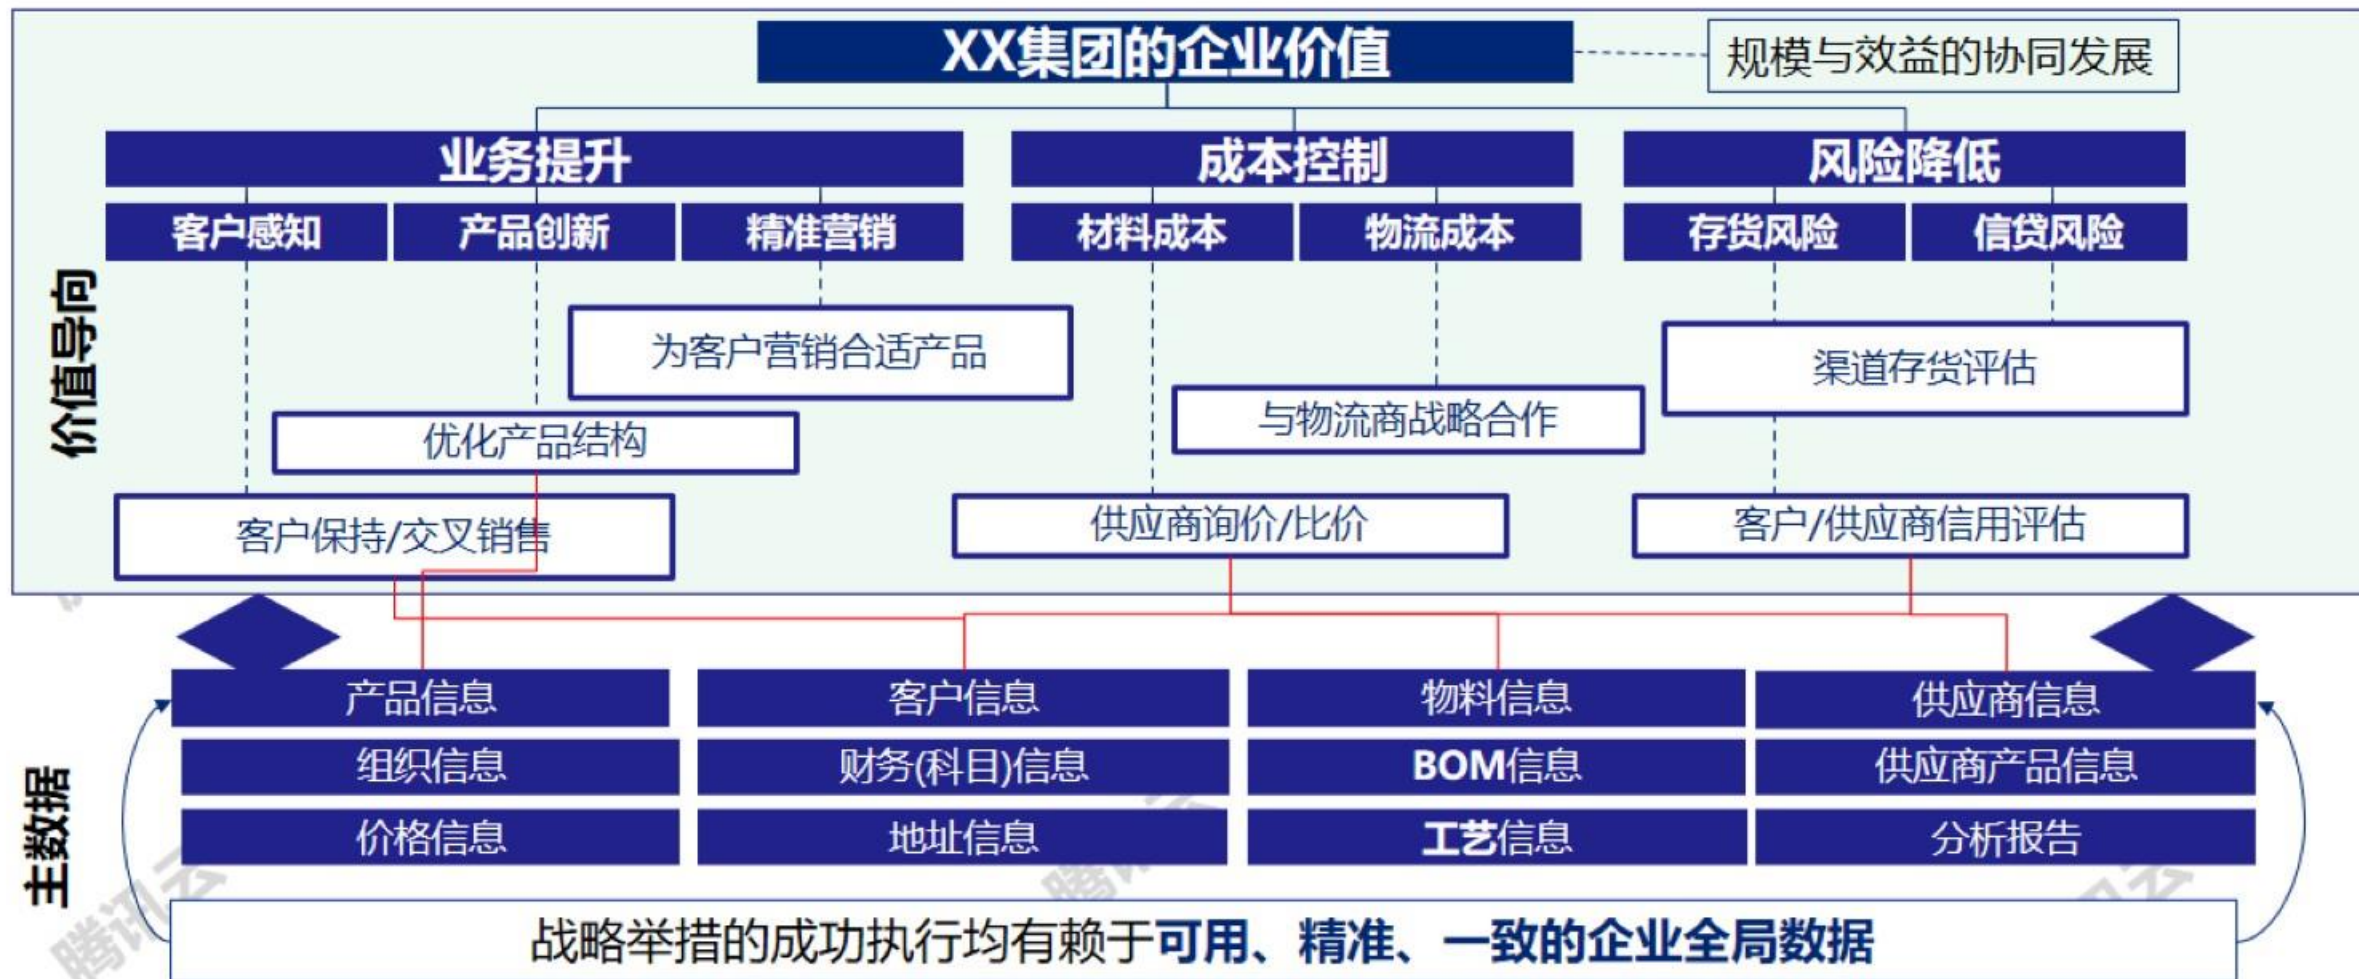 XX集团的企业价值
规模与效益的协同发展
业务提升
成本控制
风险降低
客户感知
产品创新
精准营销
材料成本
物流成本
存货风险
信贷风险
价值导向
为客户营销合适产品
渠道存货评估
与物流商战略合作
优化产品结构
客户保持/交叉销售
供应商询价/比价
客户/供应商信用评估
产品信息
客户信息
物料信息
供应商信息
组织信息
财务(科目)信息
BOM信息
供应商产品信息
价格信息
地址信息
工艺信息
分析报告
主数据
战略举措的成功执行均有赖于可用、精准、一致的企业全局数据
腾讯云